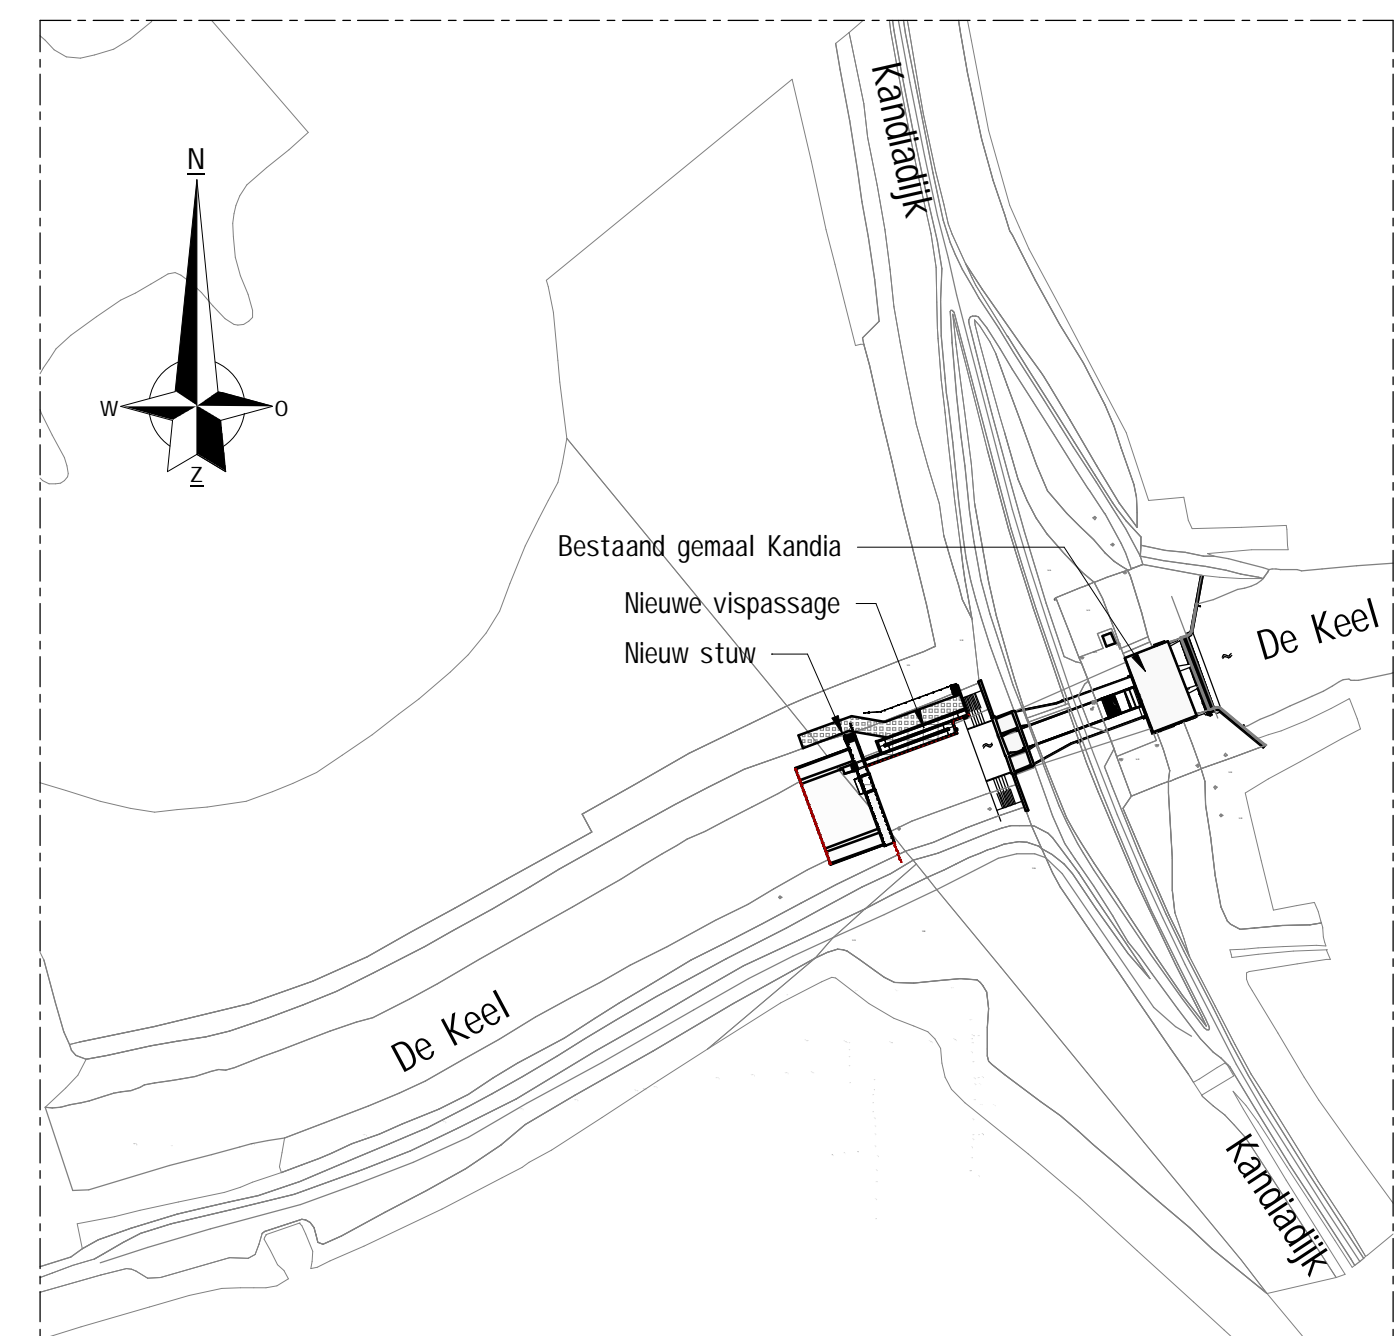 Kandiadijk
N
W
O
Z
Bestaand gemaal Kandia
Nieuwe vispassage
De Keel
Nieuw stuw
De Keel
Kandiadijk